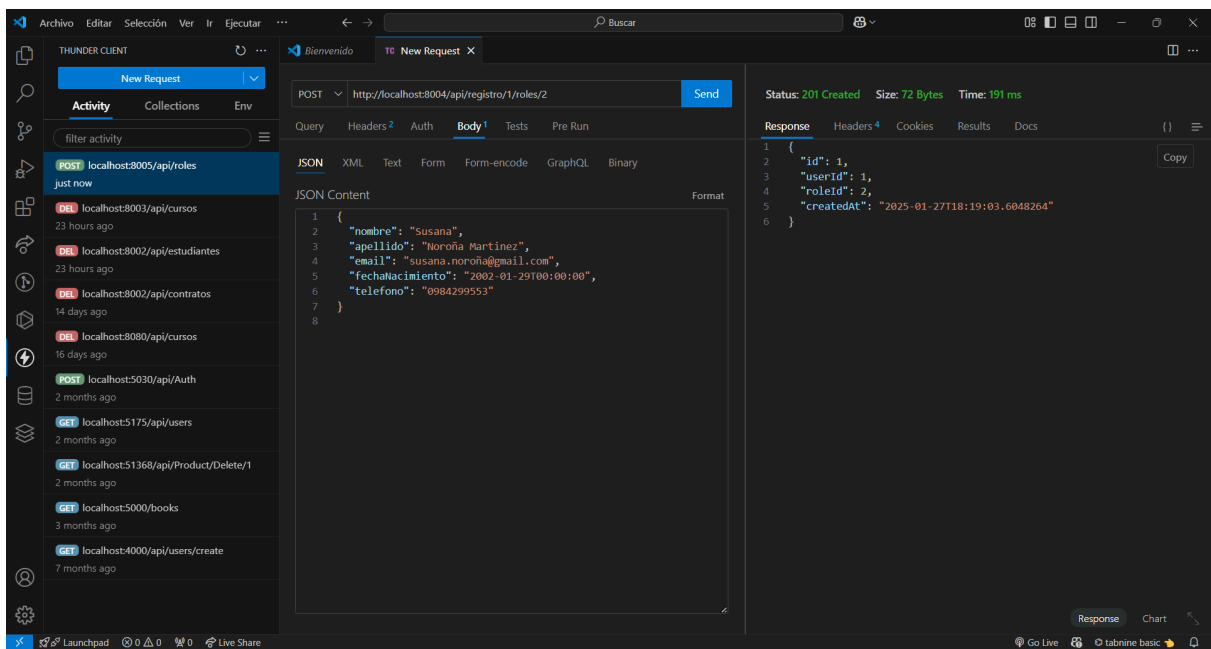 Archivo Editar Selección Ver Ir Ejecutar ···
Buscar
THUNDER CLIENT
New Request
Activity Collections Env
filter activity
POST localhost:8005/api/roles
just now
DEL localhost:8003/api/cursos
23 hours ago
DEL localhost:8002/api/estudiantes
23 hours ago
DEL localhost:8002/api/contratos
14 days ago
DEL localhost:8080/api/cursos
16 days ago
POST localhost:5030/api/Auth
2 months ago
GET localhost:5175/api/users
2 months ago
GET localhost:51368/api/Product/Delete/1
2 months ago
GET localhost:5000/books
3 months ago
GET localhost:4000/api/users/create
7 months ago
Bienvenido TC New Request
POST http://localhost:8004/api/registro/1/roles/2 Send
Query Headers 2 Auth Body 1 Tests Pre Run
JSON XML Text Form Form-encode GraphQL Binary
JSON Content Format
1 {
2 "nombre": "Susana",
3 "apellido": "Noroña Martinez",
4 "email": "susana.noroña@gmail.com",
5 "fechaNacimiento": "2002-01-29T00:00:00",
6 "telefono": "0984299553"
7 }
8
Status: 201 Created Size: 72 Bytes Time: 191 ms
Response Headers 4 Cookies Results Docs {}
Copy
1 {
2 "id": 1,
3 "userId": 1,
4 "roleId": 2,
5 "createdAt": "2025-01-27T18:19:03.6048264"
6 }
Response Chart
Launchpad 0 0 0 Live Share
Go Live tabnine basic